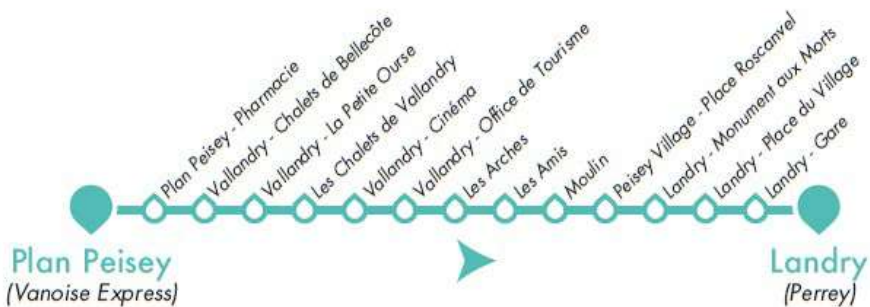 Plan Peisey - Pharmacie
Vallandry - Chalets de Bellecôte
Vallandry - La Petite Ourse
Les Chalets de Vallandry
Vallandry - Cinéma
Vallandry - Office de Tourisme
Les Arches
Les Amis
Moulin
Peisey Village - Place Roscanvel
Landry - Monument aux Morts
Landry - Place du Village
Landry - Gare
Plan Peisey
(Vanoise Express)
Landry
(Perrey)